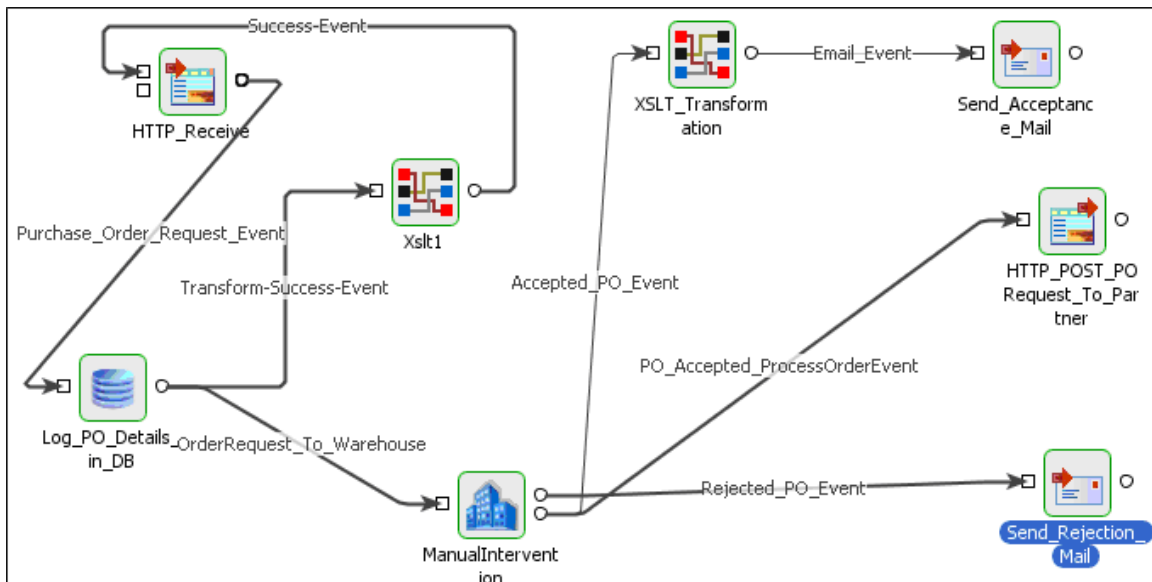 Success-Event
HTTP_Receive
XSLT_Transform
ation
Email_Event
Send_Acceptanc
e_Mail
Xslt1
Purchase_Order_Request_Event
Transform-Success-Event
Accepted_PO_Event
HTTP_POST_PO
Request_To_Par
tner
PO_Accepted_ProcessOrderEvent
Log_PO_Details_
in_DB
OrderRequest_To_Warehouse
Rejected_PO_Event
ManualIntervent
ion
Send_Rejection_
Mail